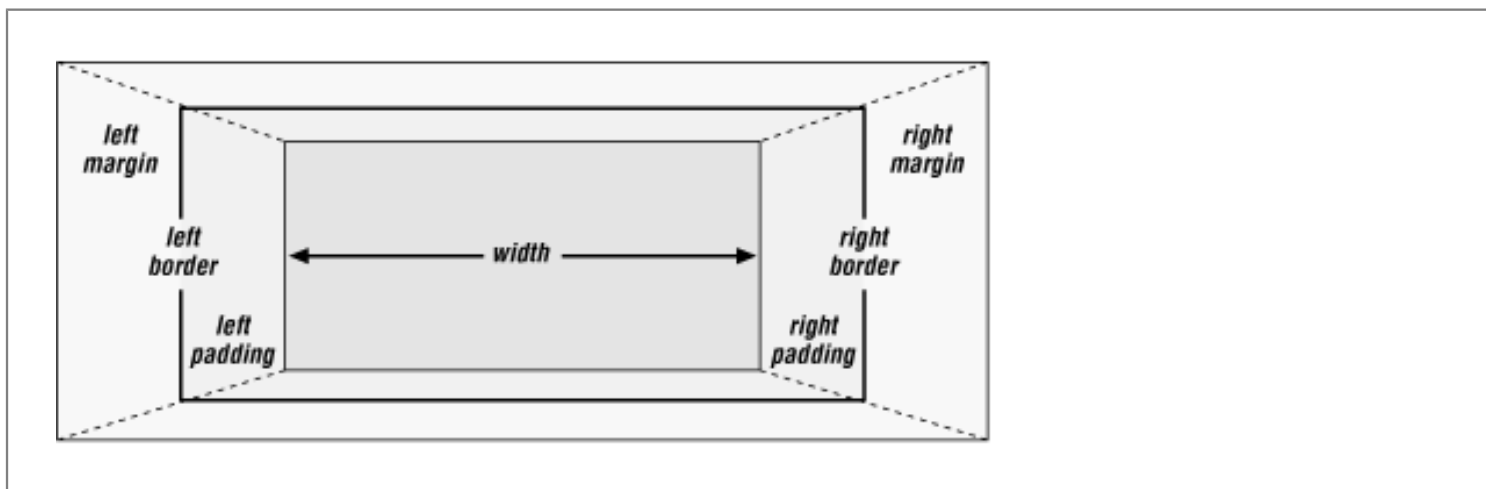 left
margin
right
margin
left
border
width
right
border
left
padding
right
padding